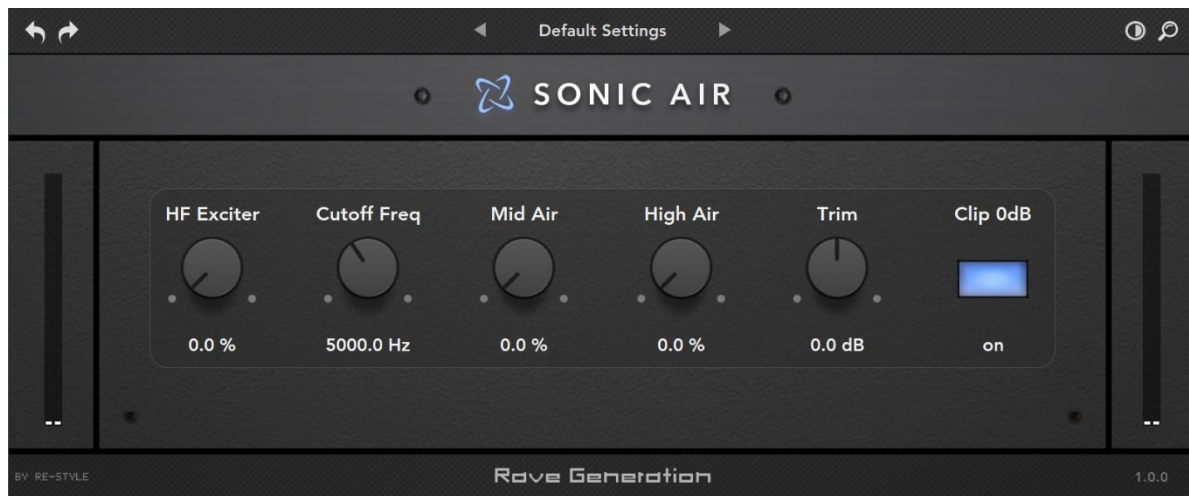 Default Settings
SONIC AIR
HF Exciter Cutoff Freq Mid Air High Air Trim Clip 0dB
0.0 % 5000.0 Hz 0.0 % 0.0 % 0.0 dB on
-- --
BY RE-STYLE Rave Generation 1.0.0